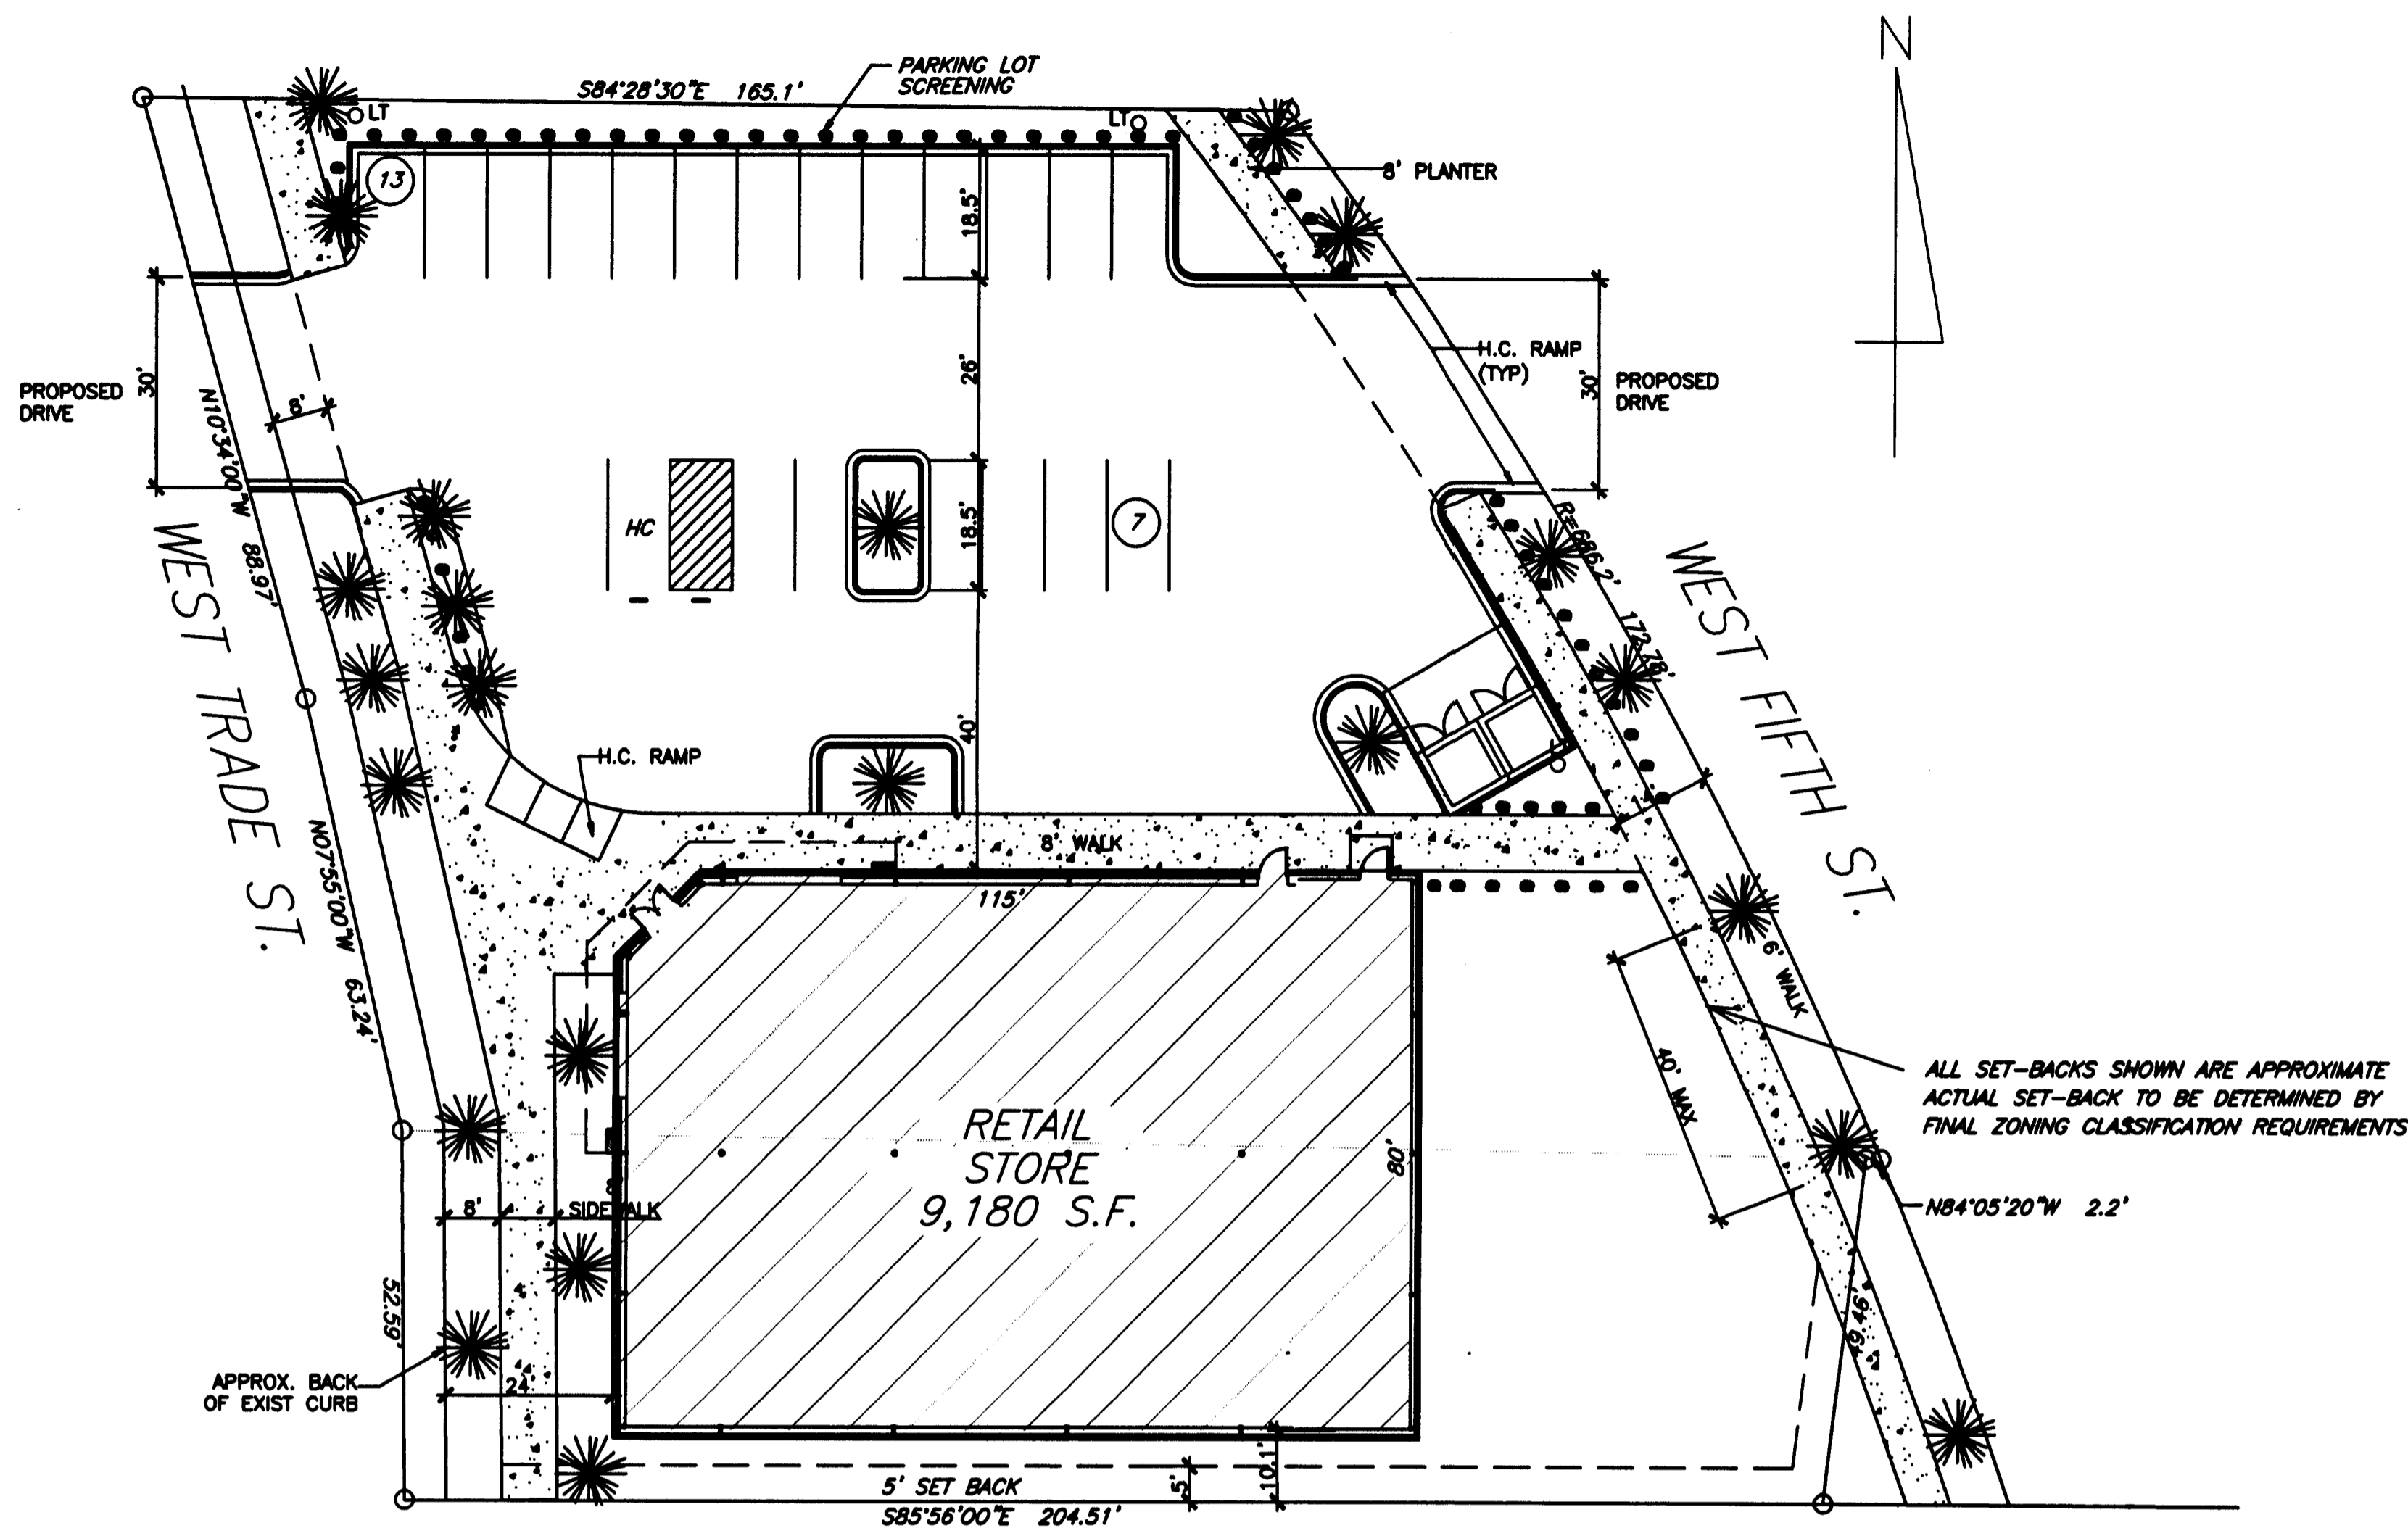 N
PARKING LOT
SCREENING
S84°28'30"E 165.1'
LT
LT
13
8' PLANTER
18.5'
26'
18.5'
40'
H.C. RAMP
(TYP)
PROPOSED
DRIVE
30'
30'
PROPOSED
DRIVE
8'
N10°34'00"W 88.97'
HC
7
R=686.2' 172.78'
WEST TRADE ST.
WEST FIFTH ST.
H.C. RAMP
8' WALK
115'
N07°55'00"W 63.24'
6' WALK
40' MAX
ALL SET-BACKS SHOWN ARE APPROXIMATE
ACTUAL SET-BACK TO BE DETERMINED BY
FINAL ZONING CLASSIFICATION REQUIREMENTS
RETAIL
STORE
9,180 S.F.
80'
8'
8'
SIDEWALK
N84°05'20"W 2.2'
52.59'
49.46'
APPROX. BACK
OF EXIST CURB
24'
5' SET BACK
5'
10.1'
S85°56'00"E 204.51'